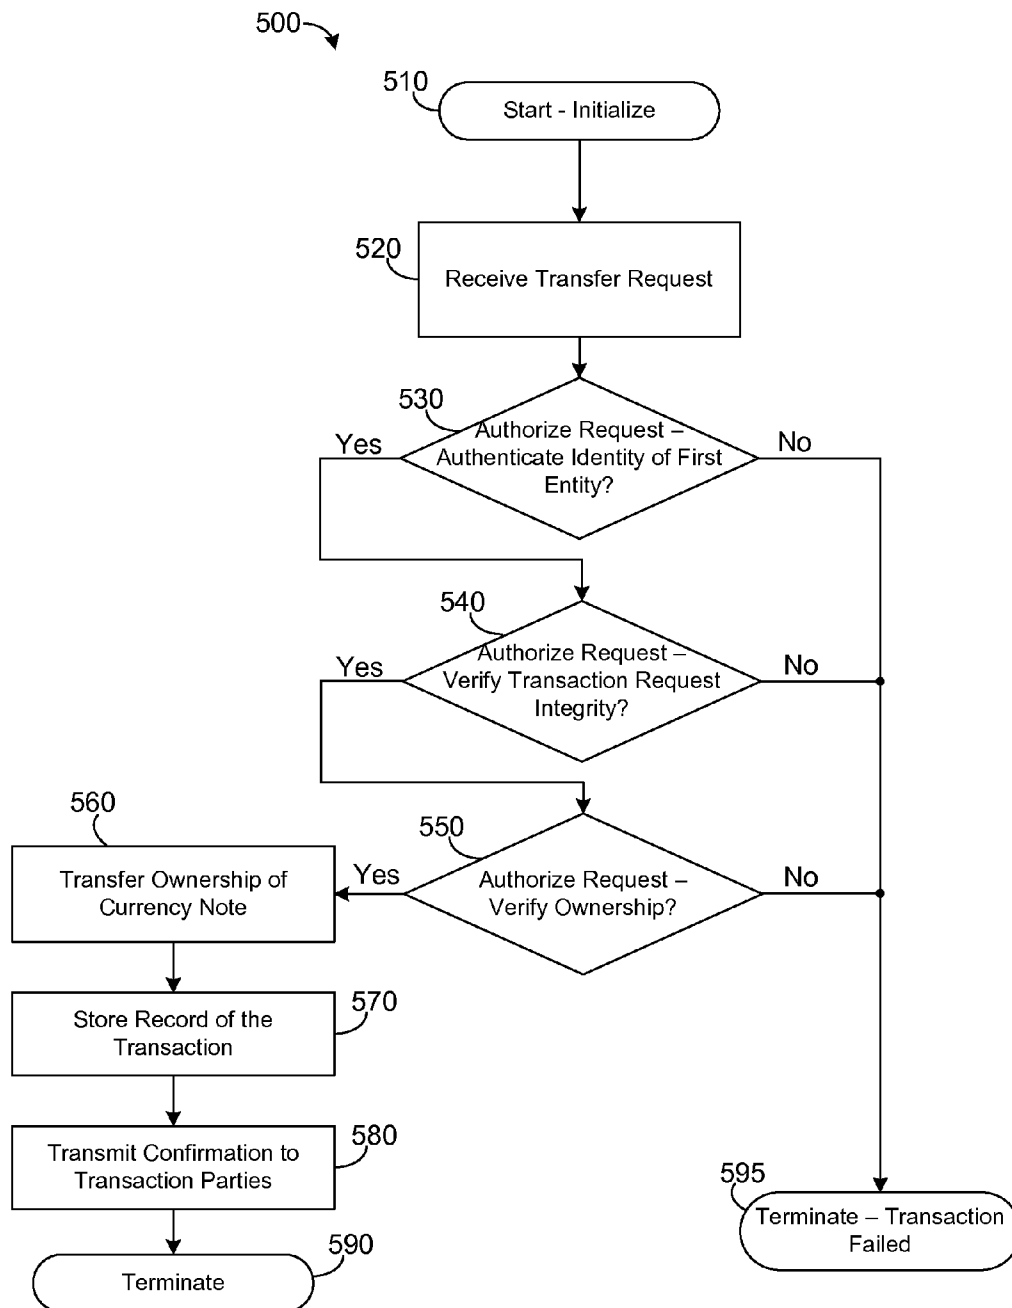 500
510
Start - Initialize
520
Receive Transfer Request
530
Authorize Request –
Authenticate Identity of First
Entity?
Yes
No
540
Authorize Request –
Verify Transaction Request
Integrity?
Yes
No
550
Authorize Request –
Verify Ownership?
Yes
No
560
Transfer Ownership of
Currency Note
570
Store Record of the
Transaction
580
Transmit Confirmation to
Transaction Parties
590
Terminate
595
Terminate – Transaction
Failed